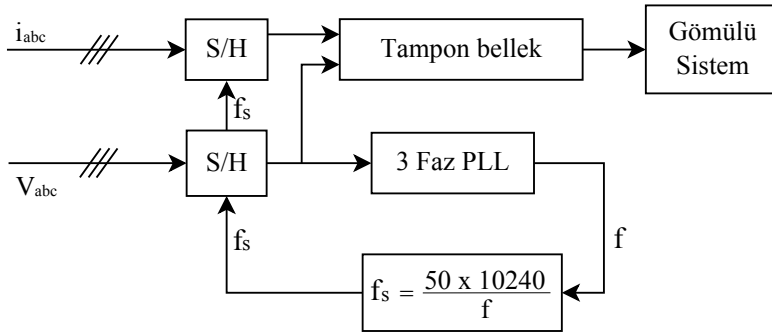 i_abc
S/H
Tampon bellek
Gömülü
Sistem
f_s
V_abc
S/H
3 Faz PLL
f_s
f
f_s = 50 x 10240 / f